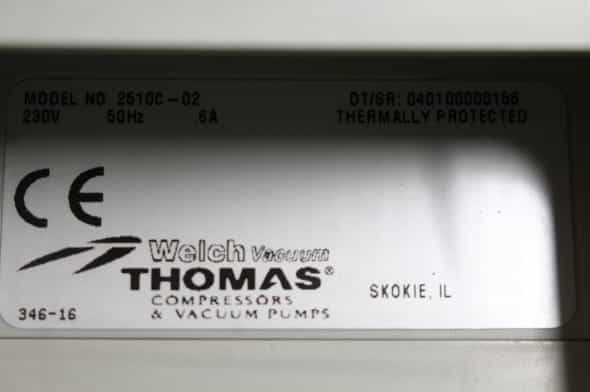 MODEL NO. 2510C-02 DT/SR: 040100000186
230V 50Hz .6A THERMALLY PROTECTED
CE
Welch Vacuum
THOMAS®
COMPRESSORS
& VACUUM PUMPS
SKOKIE, IL
346-16